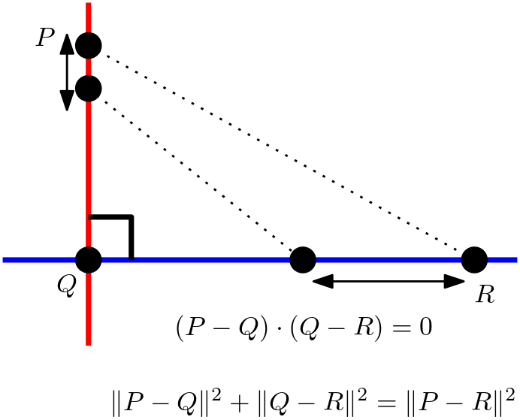 P
Q
R
(P − Q) · (Q − R) = 0
‖P − Q‖² + ‖Q − R‖² = ‖P − R‖²